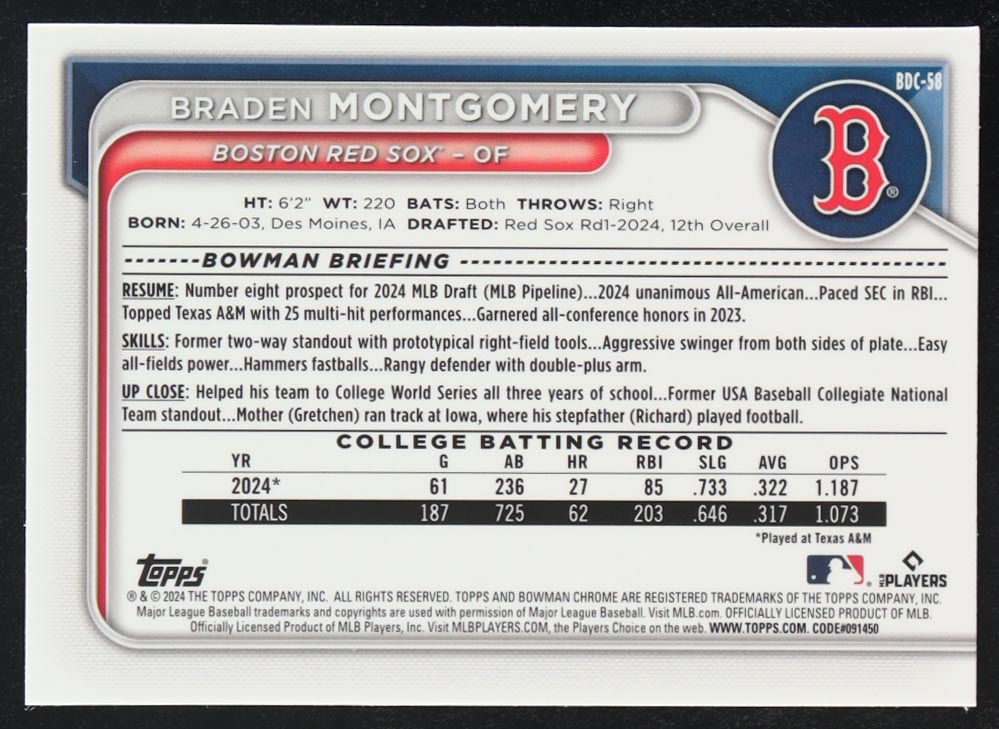 BDC-58
BRADEN MONTGOMERY
BOSTON RED SOX™ – OF
B®
HT: 6'2" WT: 220 BATS: Both THROWS: Right
BORN: 4-26-03, Des Moines, IA DRAFTED: Red Sox Rd1-2024, 12th Overall
BOWMAN BRIEFING
RESUME: Number eight prospect for 2024 MLB Draft (MLB Pipeline)...2024 unanimous All-American...Paced SEC in RBI...
Topped Texas A&M with 25 multi-hit performances...Garnered all-conference honors in 2023.
SKILLS: Former two-way standout with prototypical right-field tools...Aggressive swinger from both sides of plate...Easy
all-fields power...Hammers fastballs...Rangy defender with double-plus arm.
UP CLOSE: Helped his team to College World Series all three years of school...Former USA Baseball Collegiate National
Team standout...Mother (Gretchen) ran track at Iowa, where his stepfather (Richard) played football.
COLLEGE BATTING RECORD
YR G AB HR RBI SLG AVG OPS
2024* 61 236 27 85 .733 .322 1.187
TOTALS 187 725 62 203 .646 .317 1.073
*Played at Texas A&M
Topps® ® MLB PLAYERS
® & © 2024 THE TOPPS COMPANY, INC. ALL RIGHTS RESERVED. TOPPS AND BOWMAN CHROME ARE REGISTERED TRADEMARKS OF THE TOPPS COMPANY, INC.
Major League Baseball trademarks and copyrights are used with permission of Major League Baseball. Visit MLB.com. OFFICIALLY LICENSED PRODUCT OF MLB.
Officially Licensed Product of MLB Players, Inc. Visit MLBPLAYERS.COM, the Players Choice on the web. WWW.TOPPS.COM. CODE#091450